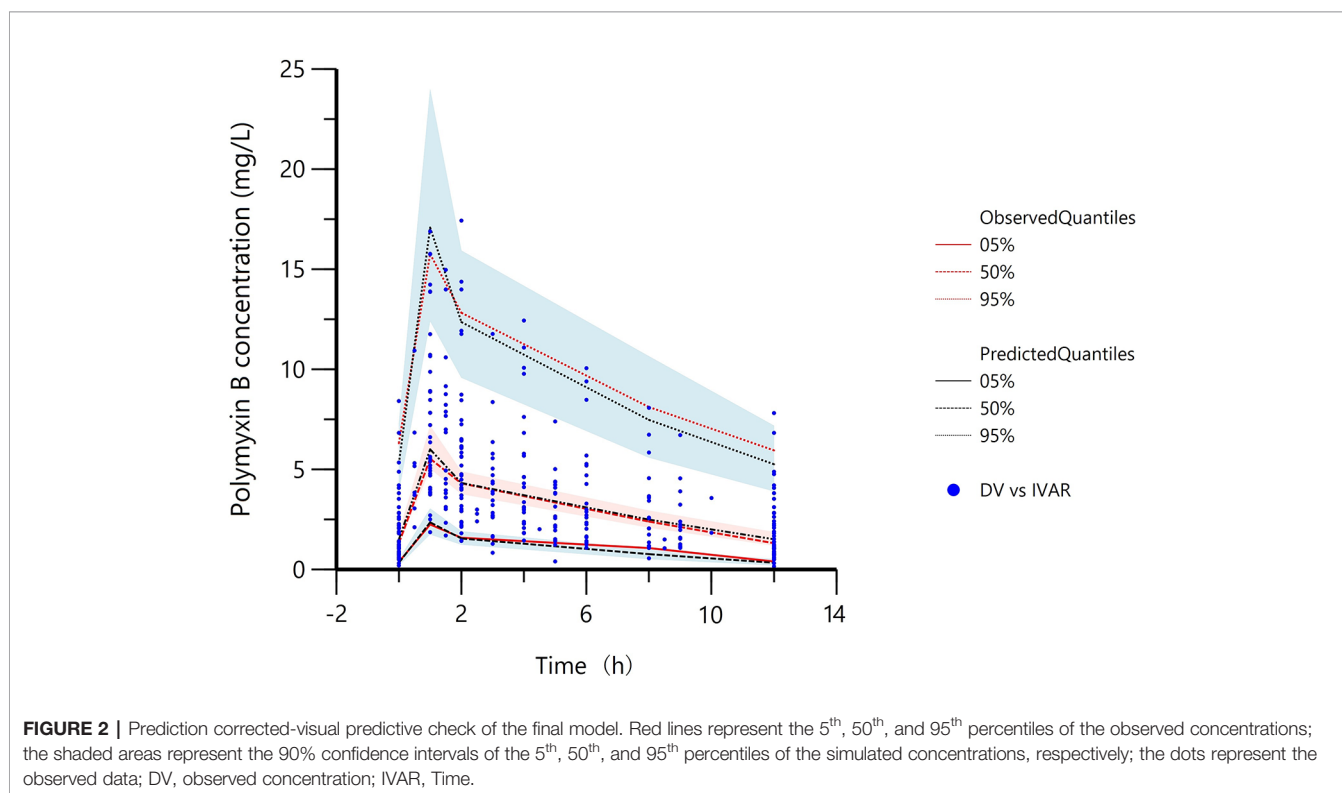 25
20
15
10
5
0
-2
2
6
10
14
Polymyxin B concentration (mg/L)
Time（h）
ObservedQuantiles
05%
50%
95%
PredictedQuantiles
05%
50%
95%
DV vs IVAR
FIGURE 2 | Prediction corrected-visual predictive check of the final model. Red lines represent the 5th, 50th, and 95th percentiles of the observed concentrations;
the shaded areas represent the 90% confidence intervals of the 5th, 50th, and 95th percentiles of the simulated concentrations, respectively; the dots represent the
observed data; DV, observed concentration; IVAR, Time.